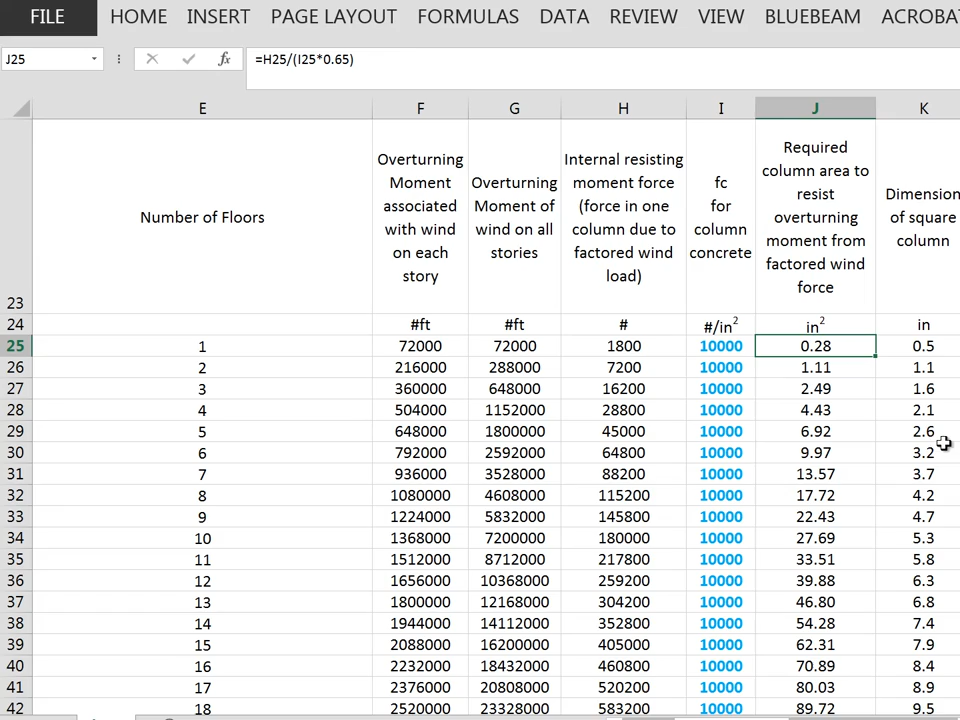 FILE HOME INSERT PAGE LAYOUT FORMULAS DATA REVIEW VIEW BLUEBEAM ACROBAT
J25 fx =H25/(I25*0.65)
E F G H I J K
23
Number of Floors
Overturning
Moment
associated
with wind
on each
story
Overturning
Moment of
wind on all
stories
Internal resisting
moment force
(force in one
column due to
factored wind
load)
fc
for
column
concrete
Required
column area to
resist
overturning
moment from
factored wind
force
Dimension
of square
column
24 #ft #ft # #/in² in² in
25 1 72000 72000 1800 10000 0.28 0.5
26 2 216000 288000 7200 10000 1.11 1.1
27 3 360000 648000 16200 10000 2.49 1.6
28 4 504000 1152000 28800 10000 4.43 2.1
29 5 648000 1800000 45000 10000 6.92 2.6
30 6 792000 2592000 64800 10000 9.97 3.2
31 7 936000 3528000 88200 10000 13.57 3.7
32 8 1080000 4608000 115200 10000 17.72 4.2
33 9 1224000 5832000 145800 10000 22.43 4.7
34 10 1368000 7200000 180000 10000 27.69 5.3
35 11 1512000 8712000 217800 10000 33.51 5.8
36 12 1656000 10368000 259200 10000 39.88 6.3
37 13 1800000 12168000 304200 10000 46.80 6.8
38 14 1944000 14112000 352800 10000 54.28 7.4
39 15 2088000 16200000 405000 10000 62.31 7.9
40 16 2232000 18432000 460800 10000 70.89 8.4
41 17 2376000 20808000 520200 10000 80.03 8.9
42 18 2520000 23328000 583200 10000 89.72 9.5